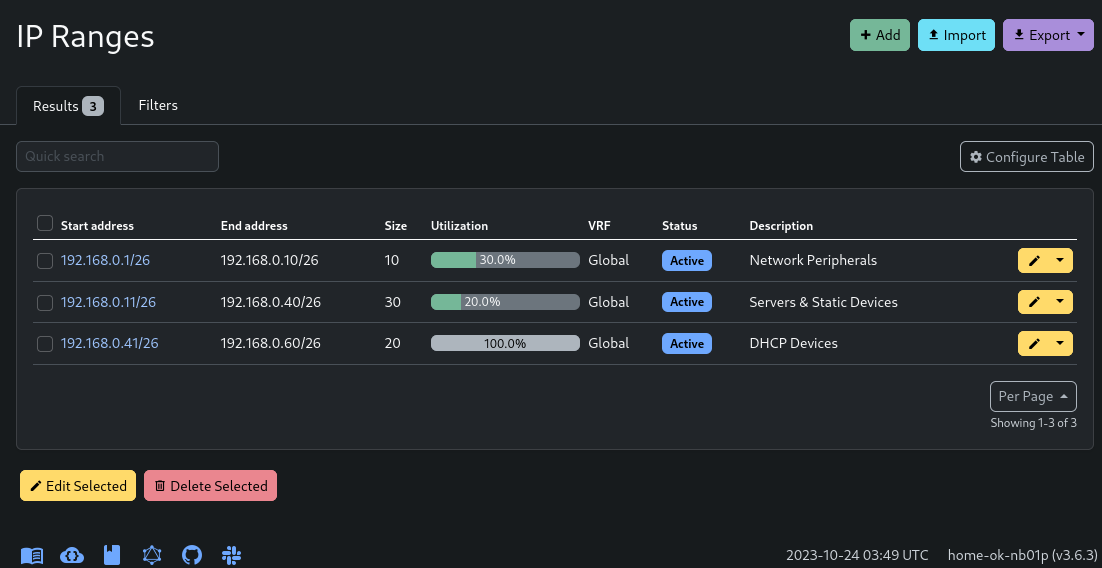 IP Ranges
Add Import Export
Results 3 Filters
Quick search
Configure Table
Start address End address Size Utilization VRF Status Description
192.168.0.1/26 192.168.0.10/26 10 30.0% Global Active Network Peripherals
192.168.0.11/26 192.168.0.40/26 30 20.0% Global Active Servers & Static Devices
192.168.0.41/26 192.168.0.60/26 20 100.0% Global Active DHCP Devices
Per Page
Showing 1-3 of 3
Edit Selected Delete Selected
2023-10-24 03:49 UTC home-ok-nb01p (v3.6.3)